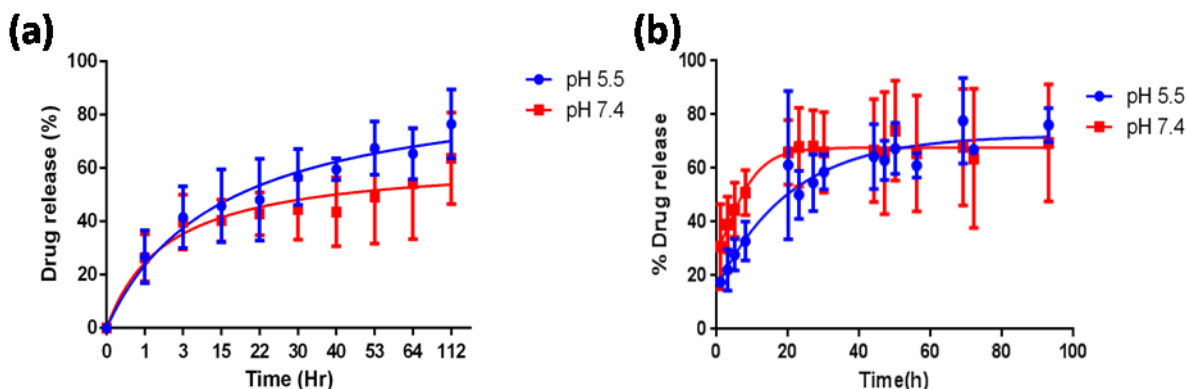 (a)
Drug release (%)
100
80
60
40
20
0
0 1 3 15 22 30 40 53 64 112
Time (Hr)
pH 5.5
pH 7.4
(b)
% Drug release
100
80
60
40
20
0
0 20 40 60 80 100
Time(h)
pH 5.5
pH 7.4